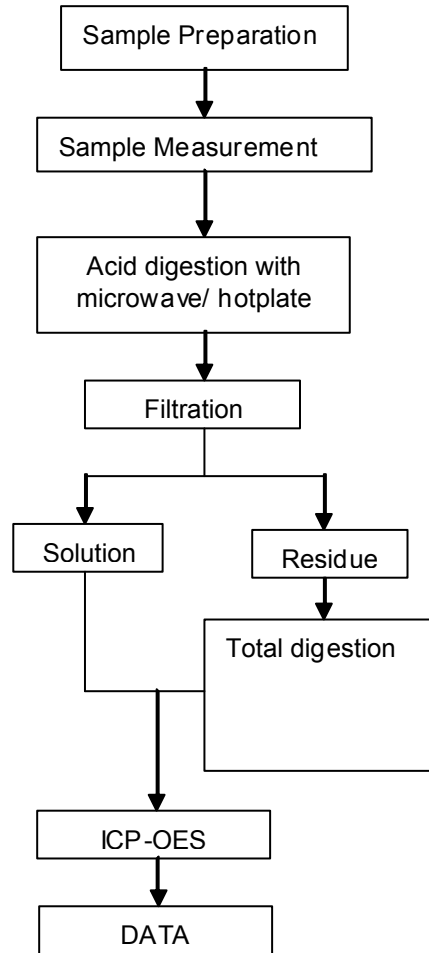 Sample Preparation
Sample Measurement
Acid digestion with
microwave/ hotplate
Filtration
Solution
Residue
Total digestion
ICP-OES
DATA